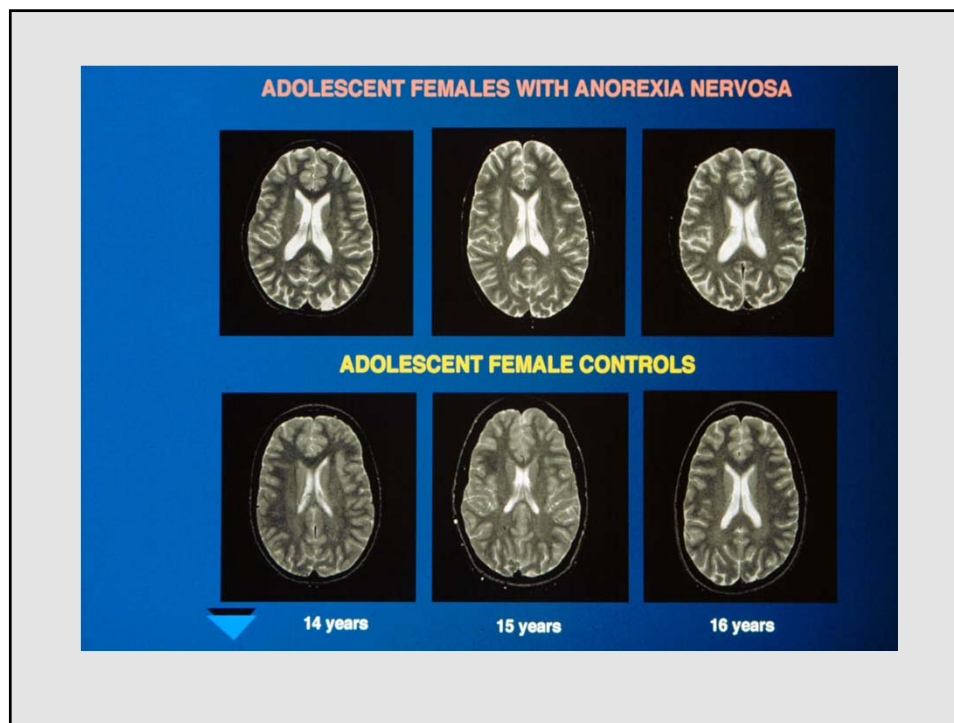 ADOLESCENT FEMALES WITH ANOREXIA NERVOSA
ADOLESCENT FEMALE CONTROLS
14 years 15 years 16 years